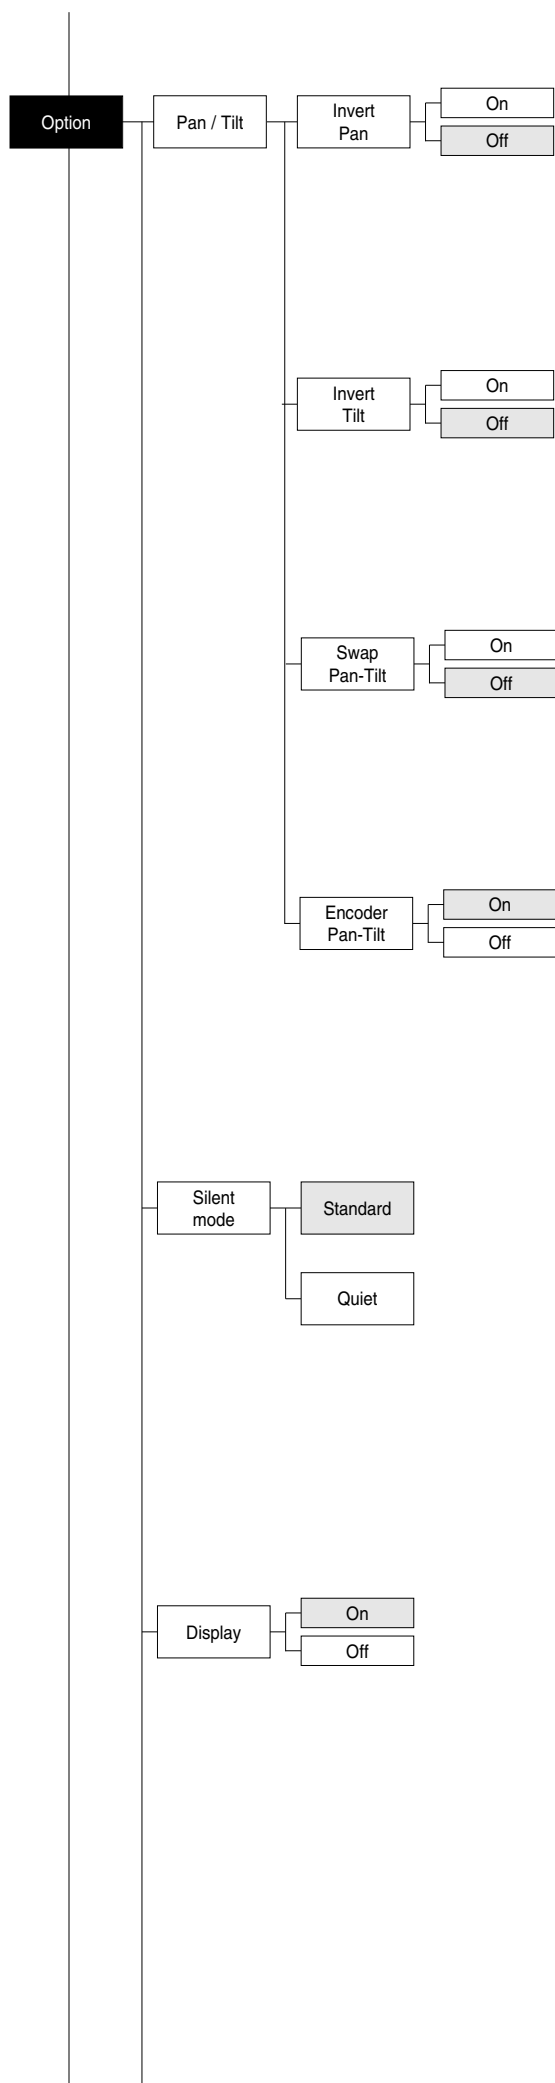 Option
Pan / Tilt
Invert
Pan
On
Off
Invert
Tilt
On
Off
Swap
Pan-Tilt
On
Off
Encoder
Pan-Tilt
On
Off
Silent
mode
Standard
Quiet
Display
On
Off